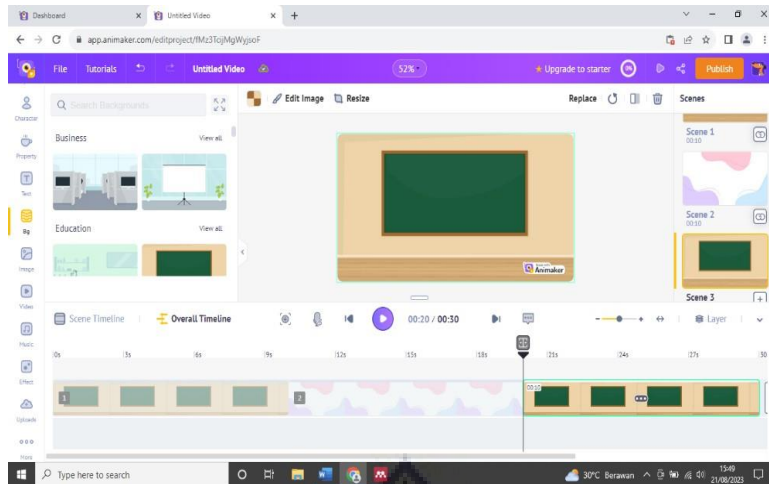 Dashboard
Untitled Video
app.animaker.com/editproject/fMz3TcijMgWyjsoF
File Tutorials Untitled Video 52% Upgrade to starter Publish
Search Backgrounds
Edit Image Resize Replace Scenes
Character
Property
Text
Bg
Image
Video
Music
Effect
Uploads
Business View all
Education View all
Animaker
Scene 1
00:10
Scene 2
00:10
Scene 3
Scene Timeline Overall Timeline 00:20 / 00:30 Layer
0s 3s 6s 9s 12s 15s 18s 21s 24s 27s 30
1 2 00:10
Type here to search 30°C Berawan 15:49
21/08/2023